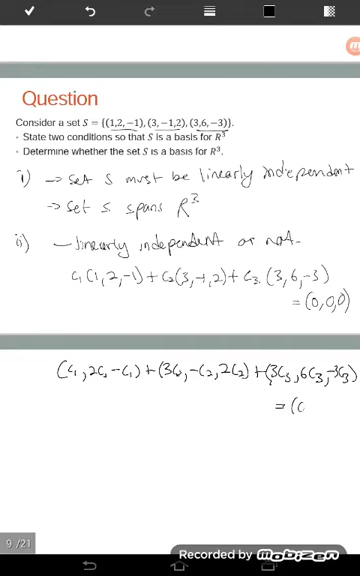 Question
Consider a set S = {(1,2,−1),(3,−1,2),(3,6,−3)}.
• State two conditions so that S is a basis for R³
• Determine whether the set S is a basis for R³.
i) → set S must be linearly independent
→ set S spans R³
ii) – linearly independent or not.
C₁(1,2,-1) + C₂(3,-1,2) + C₃.(3,6,-3)
= (0,0,0)
(C₁, 2C₁ -C₁) + (3C₂, -C₂, 2C₂) + (3C₃, 6C₃, -3C₃)
= (0
9 /21
Recorded by mobizen